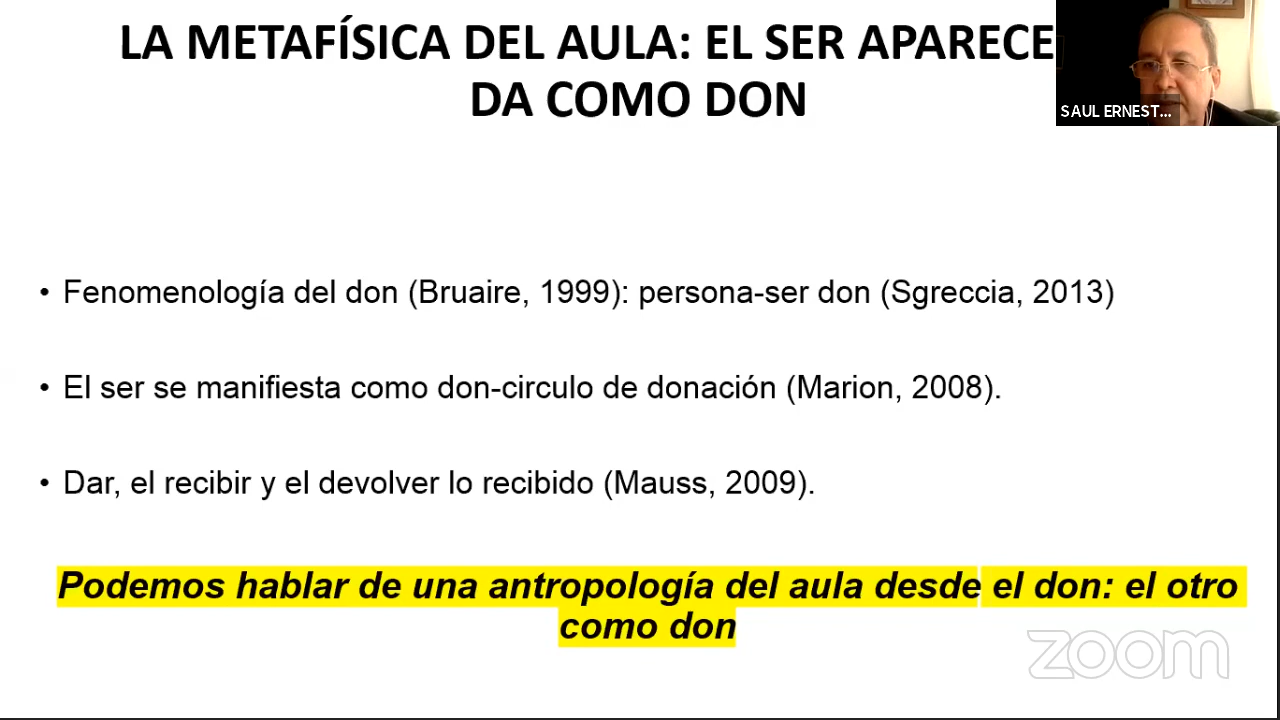 LA METAFÍSICA DEL AULA: EL SER APARECE
DA COMO DON
SAUL ERNEST...
• Fenomenología del don (Bruaire, 1999): persona-ser don (Sgreccia, 2013)
• El ser se manifiesta como don-circulo de donación (Marion, 2008).
• Dar, el recibir y el devolver lo recibido (Mauss, 2009).
Podemos hablar de una antropología del aula desde el don: el otro
como don
zoom